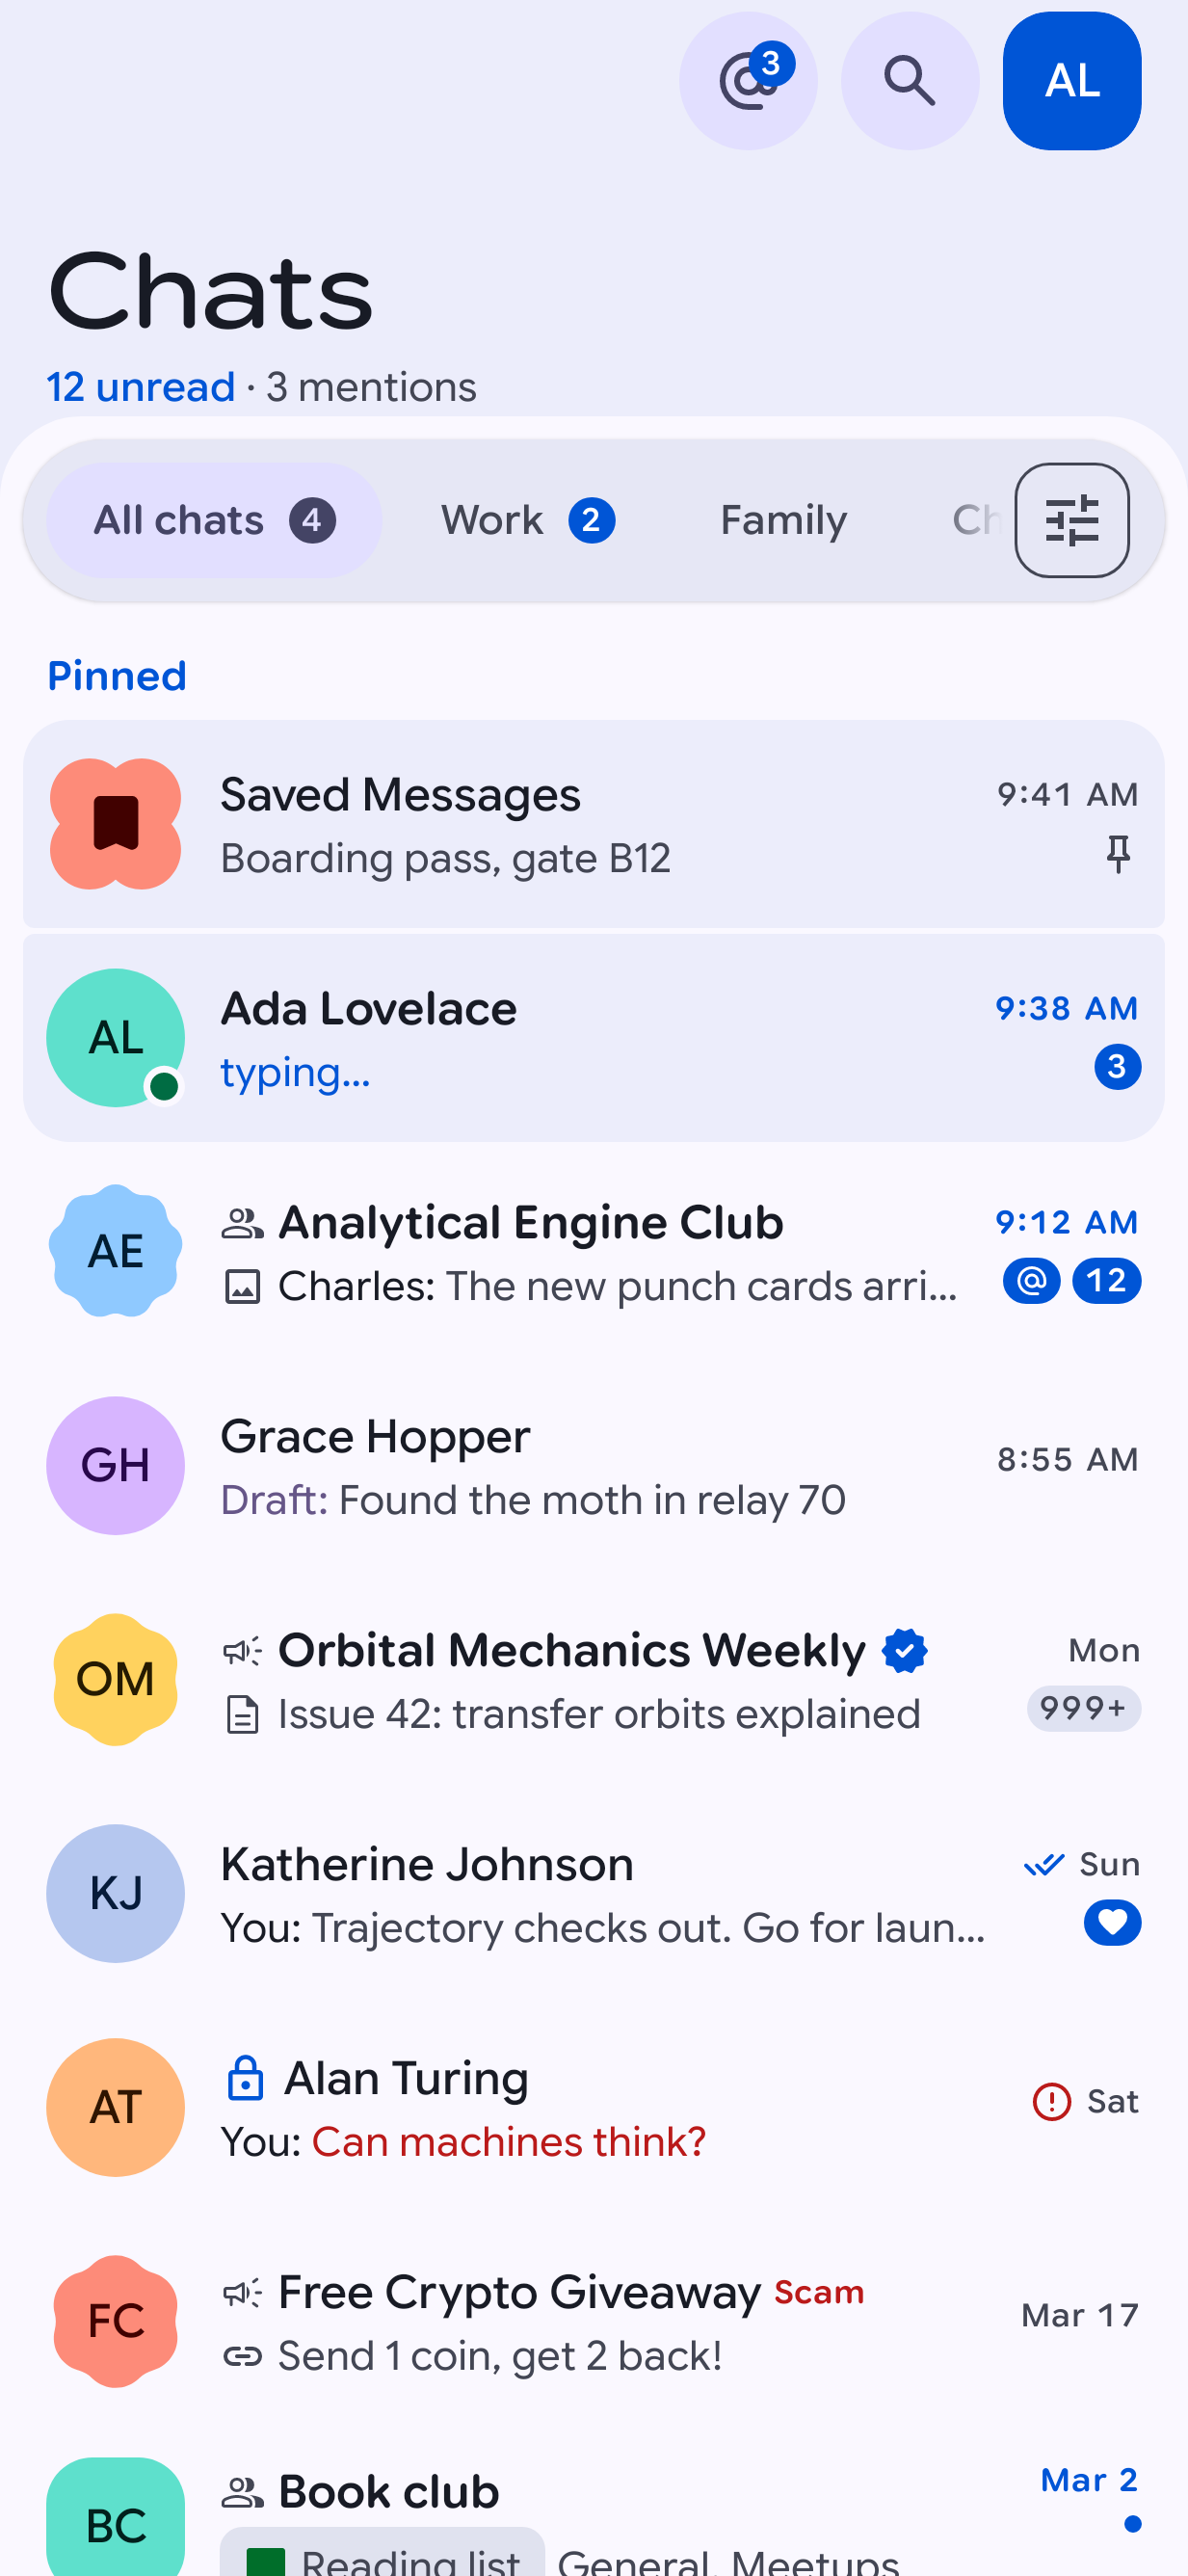 3
AL
Chats
12 unread · 3 mentions
All chats 4 Work 2 Family Ch
Pinned
Saved Messages 9:41 AM
Boarding pass, gate B12
AL Ada Lovelace 9:38 AM
typing... 3
AE Analytical Engine Club 9:12 AM
Charles: The new punch cards arri... @ 12
GH Grace Hopper 8:55 AM
Draft: Found the moth in relay 70
OM Orbital Mechanics Weekly Mon
Issue 42: transfer orbits explained 999+
KJ Katherine Johnson Sun
You: Trajectory checks out. Go for laun...
AT Alan Turing Sat
You: Can machines think?
FC Free Crypto Giveaway Scam Mar 17
Send 1 coin, get 2 back!
BC Book club Mar 2
Reading list General, Meetups